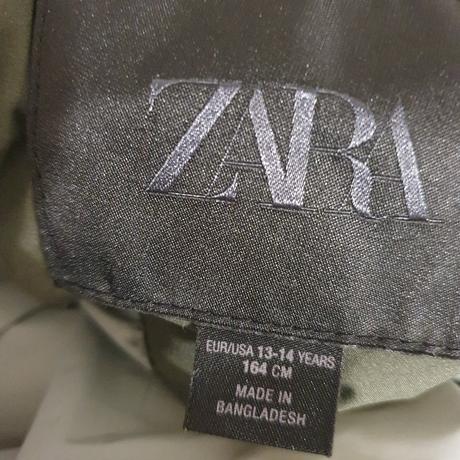 ZARA
EUR/USA 13-14 YEARS
164 CM
MADE IN
BANGLADESH